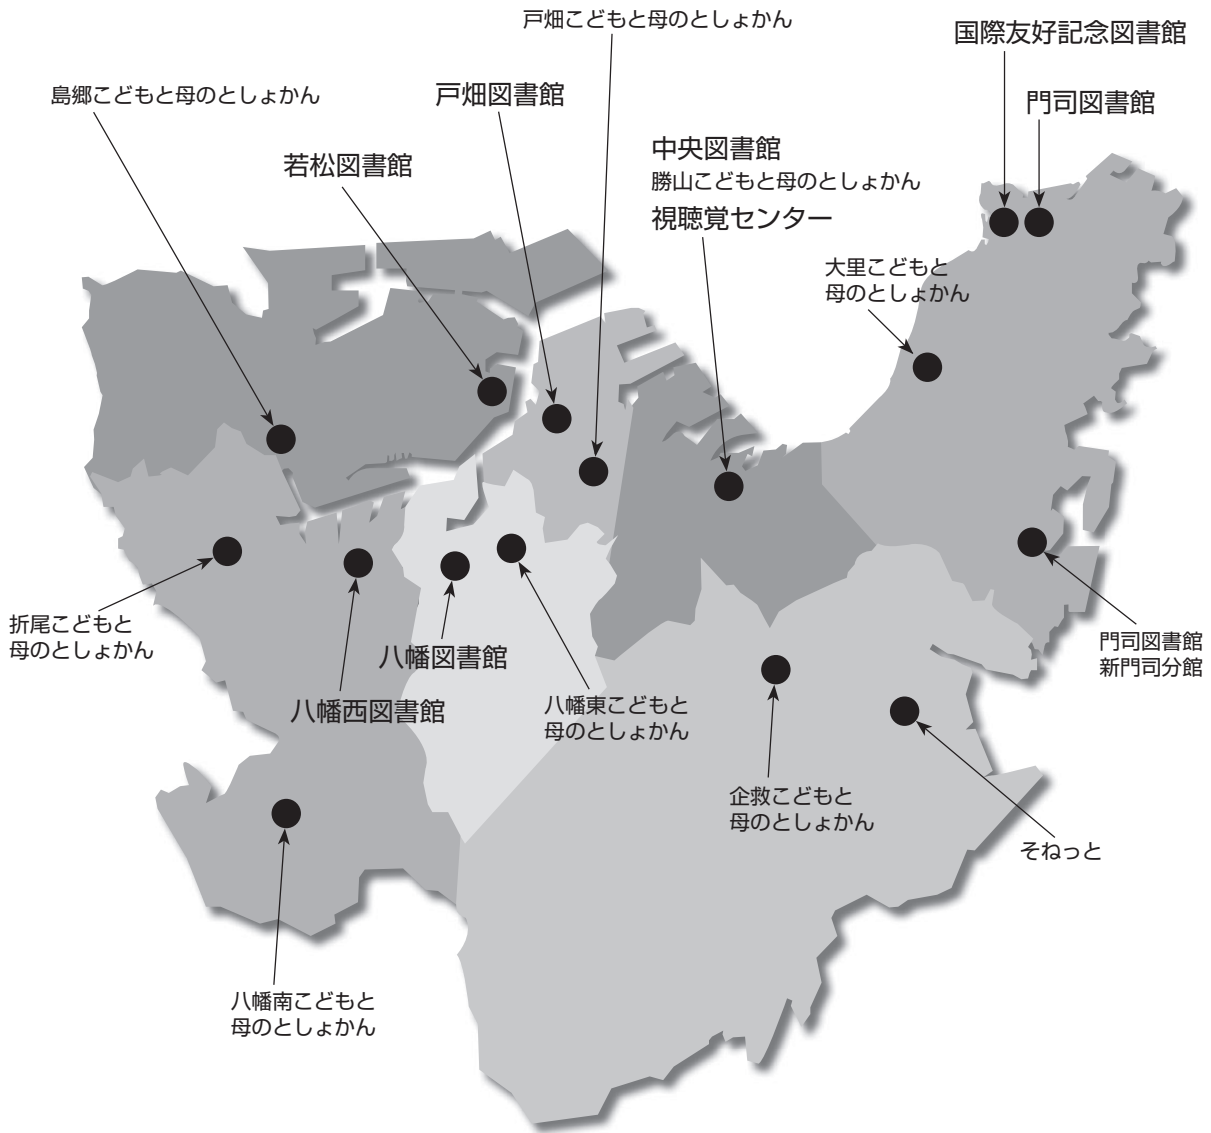 戸畑こどもと母のとしょかん
国際友好記念図書館
島郷こどもと母のとしょかん
戸畑図書館
門司図書館
若松図書館
中央図書館
勝山こどもと母のとしょかん
視聴覚センター
大里こどもと
母のとしょかん
折尾こどもと
母のとしょかん
八幡図書館
門司図書館
新門司分館
八幡西図書館
八幡東こどもと
母のとしょかん
企救こどもと
母のとしょかん
そねっと
八幡南こどもと
母のとしょかん